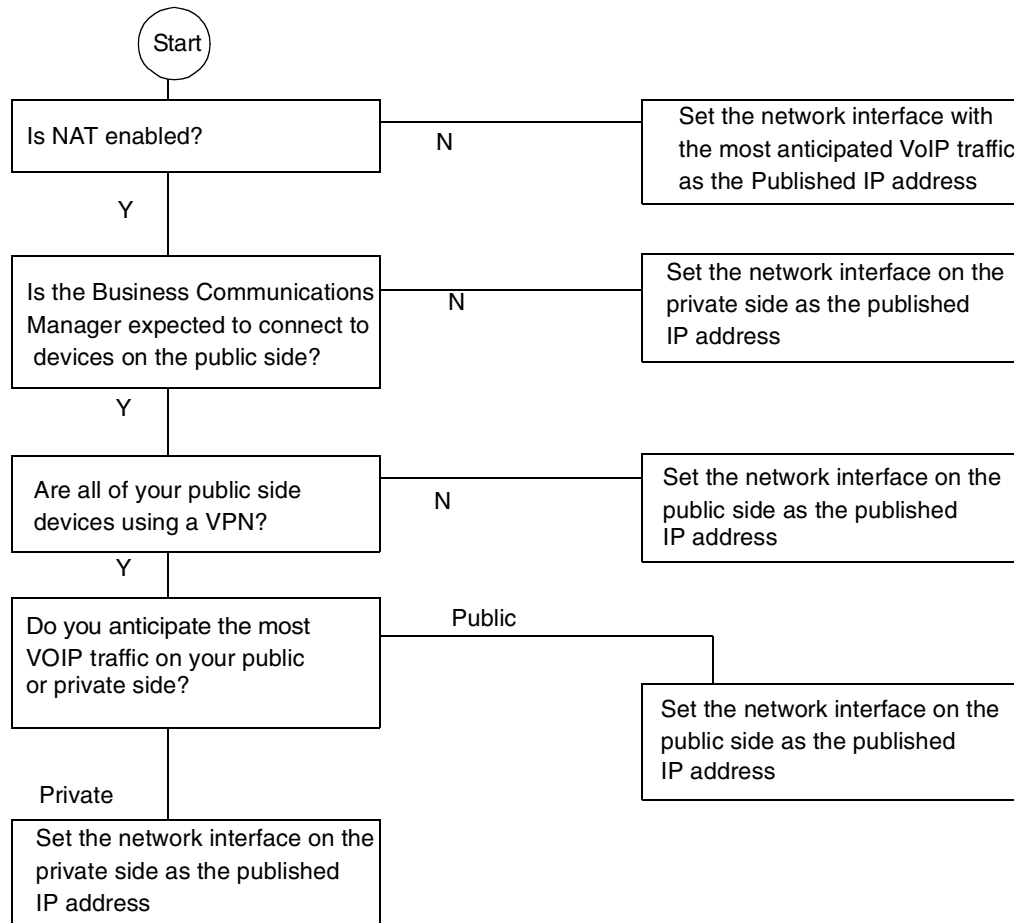 Start
Is NAT enabled?
N
Set the network interface with
the most anticipated VoIP traffic
as the Published IP address
Y
Is the Business Communications
Manager expected to connect to
devices on the public side?
N
Set the network interface on the
private side as the published
IP address
Y
Are all of your public side
devices using a VPN?
N
Set the network interface on the
public side as the published
IP address
Y
Do you anticipate the most
VOIP traffic on your public
or private side?
Public
Set the network interface on the
public side as the published
IP address
Private
Set the network interface on the
private side as the published
IP address